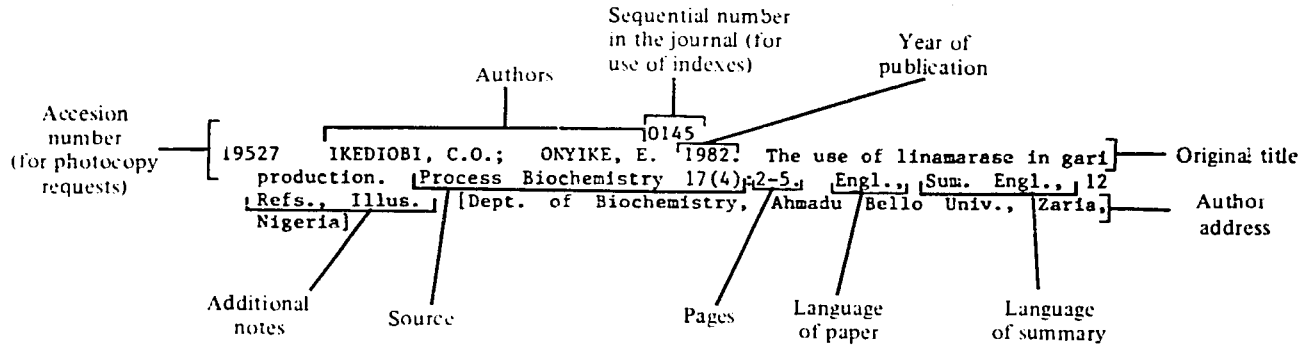 Sequential number
in the journal (for
use of indexes)
Year of
publication
Authors
Accesion
number
(for photocopy
requests)
0145
19527 IKEDIOBI, C.O.; ONYIKE, E. 1982. The use of linamarase in gari
production. Process Biochemistry 17(4):2-5. Engl., Sum. Engl., 12
Refs., Illus. [Dept. of Biochemistry, Ahmadu Bello Univ., Zaria,
Nigeria]
Original title
Author
address
Additional
notes
Source
Pages
Language
of paper
Language
of summary